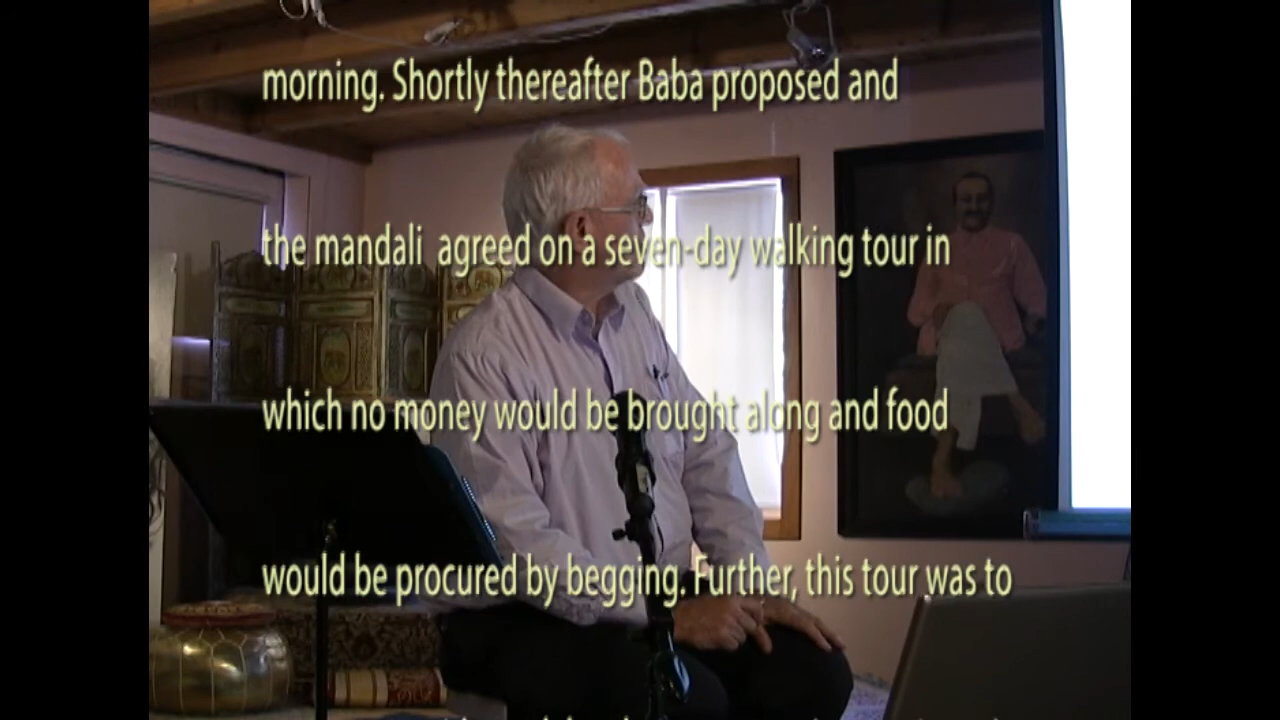 morning. Shortly thereafter Baba proposed and
the mandali agreed on a seven-day walking tour in
which no money would be brought along and food
would be procured by begging. Further, this tour was to